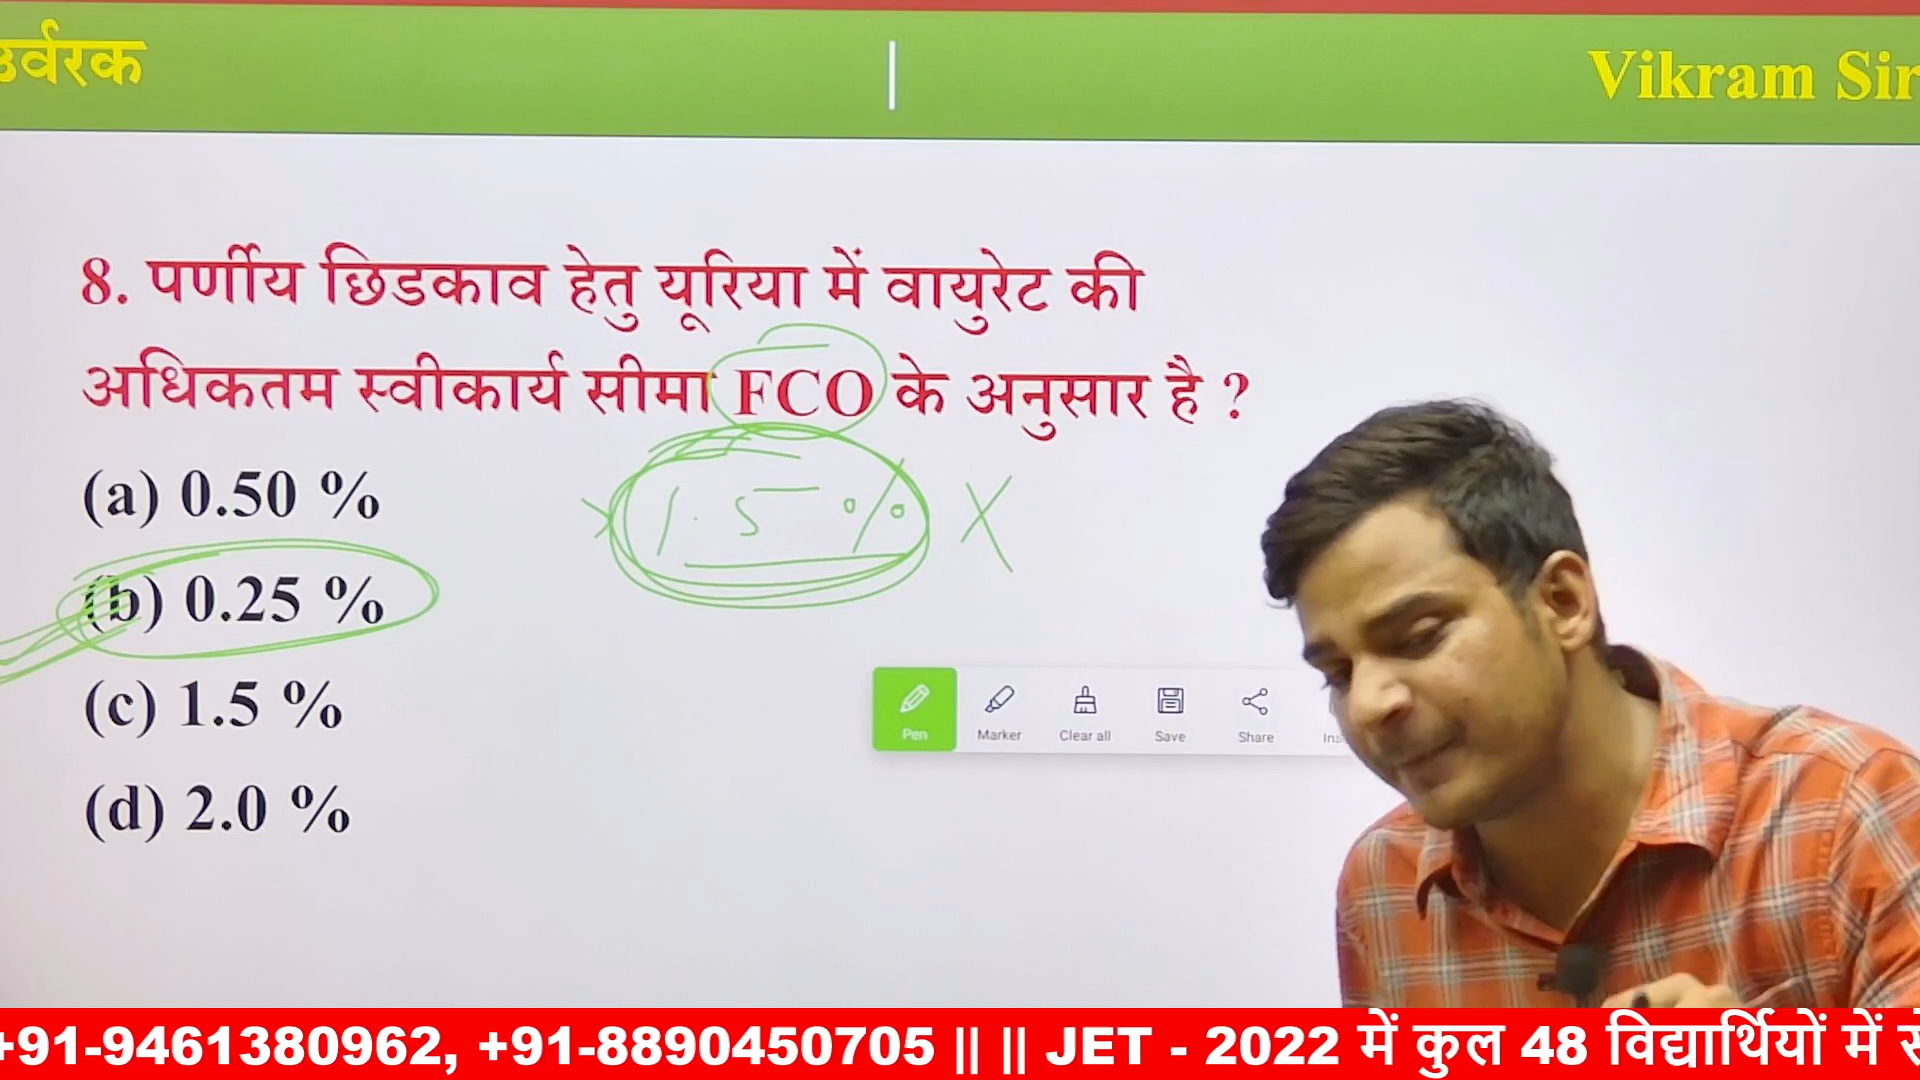 उर्वरक
Vikram Sir
8. पर्णीय छिडकाव हेतु यूरिया में वायुरेट की
अधिकतम स्वीकार्य सीमा FCO के अनुसार है ?
1.5 % X
(a) 0.50 %
(b) 0.25 %
(c) 1.5 %
(d) 2.0 %
Pen
Marker
Clear all
Save
Share
+91-9461380962, +91-8890450705 || || JET - 2022 में कुल 48 विद्यार्थियों में